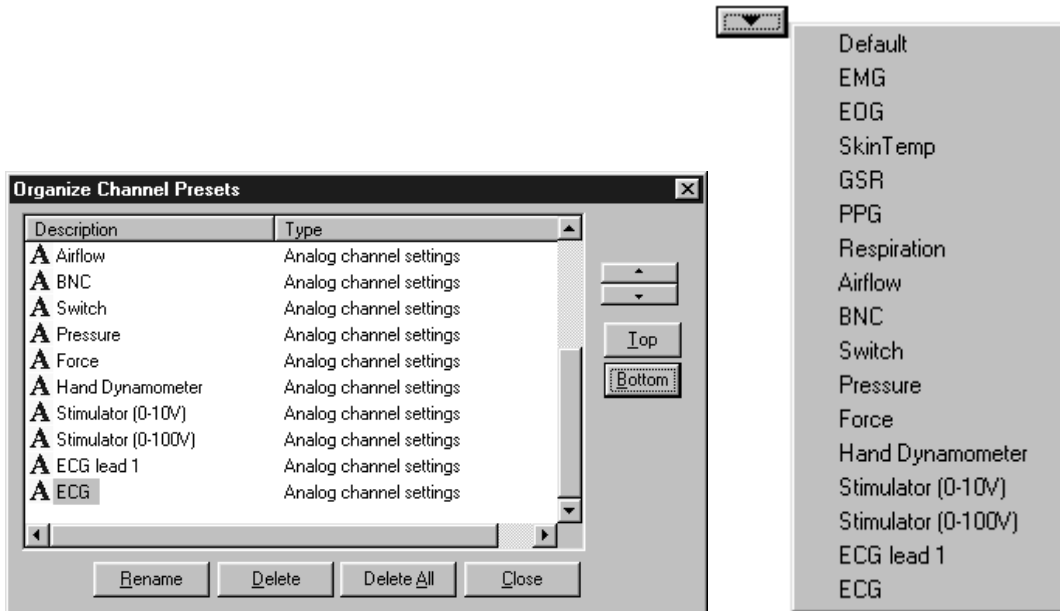 Organize Channel Presets
Description Type
A Airflow Analog channel settings
A BNC Analog channel settings
A Switch Analog channel settings
A Pressure Analog channel settings
A Force Analog channel settings
A Hand Dynamometer Analog channel settings
A Stimulator (0-10V) Analog channel settings
A Stimulator (0-100V) Analog channel settings
A ECG lead 1 Analog channel settings
A ECG Analog channel settings
Top
Bottom
Rename Delete Delete All Close
Default
EMG
EOG
SkinTemp
GSR
PPG
Respiration
Airflow
BNC
Switch
Pressure
Force
Hand Dynamometer
Stimulator (0-10V)
Stimulator (0-100V)
ECG lead 1
ECG